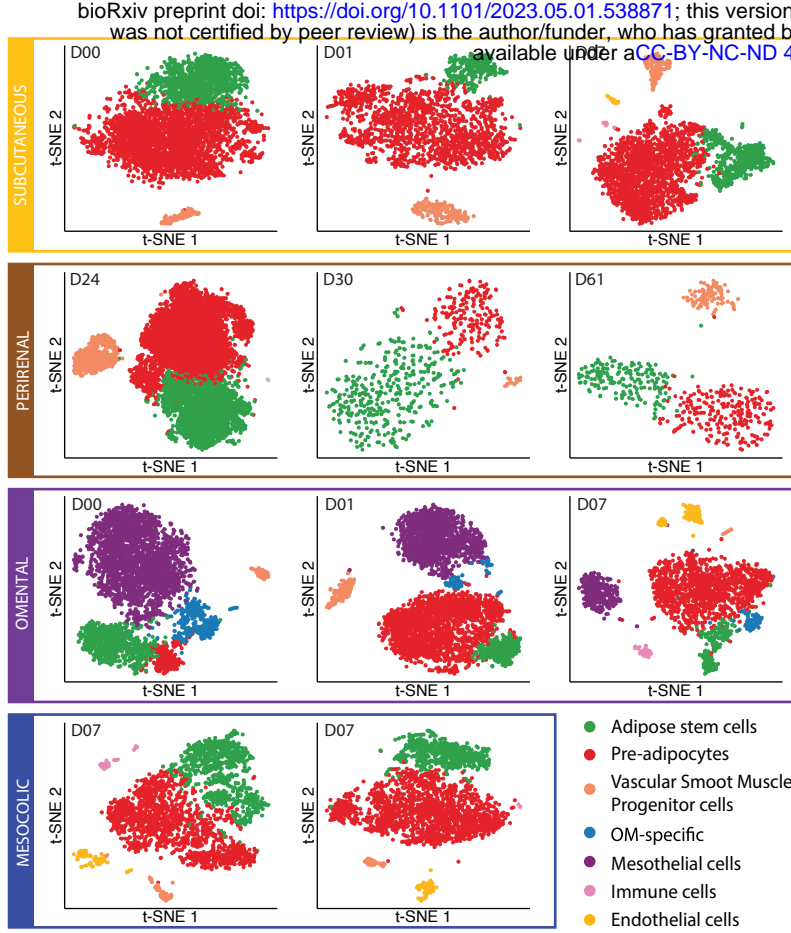 bioRxiv preprint doi: https://doi.org/10.1101/2023.05.01.538871; this version
was not certified by peer review) is the author/funder, who has granted b
available under aCC-BY-NC-ND 4
SUBCUTANEOUS
D00
t-SNE 2
t-SNE 1
D01
t-SNE 2
t-SNE 1
D07
t-SNE 2
t-SNE 1
PERIRENAL
D24
t-SNE 2
t-SNE 1
D30
t-SNE 2
t-SNE 1
D61
t-SNE 2
t-SNE 1
OMENTAL
D00
t-SNE 2
t-SNE 1
D01
t-SNE 2
t-SNE 1
D07
t-SNE 2
t-SNE 1
MESOCOLIC
D07
t-SNE 2
t-SNE 1
D07
t-SNE 2
t-SNE 1
Adipose stem cells
Pre-adipocytes
Vascular Smoot Muscle
Progenitor cells
OM-specific
Mesothelial cells
Immune cells
Endothelial cells